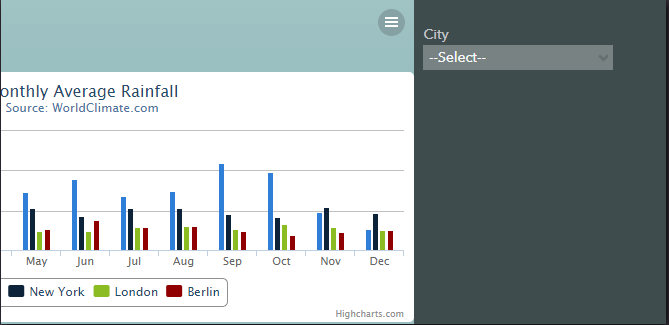 City
--Select--
onthly Average Rainfall
Source: WorldClimate.com
May Jun Jul Aug Sep Oct Nov Dec
New York London Berlin
Highcharts.com